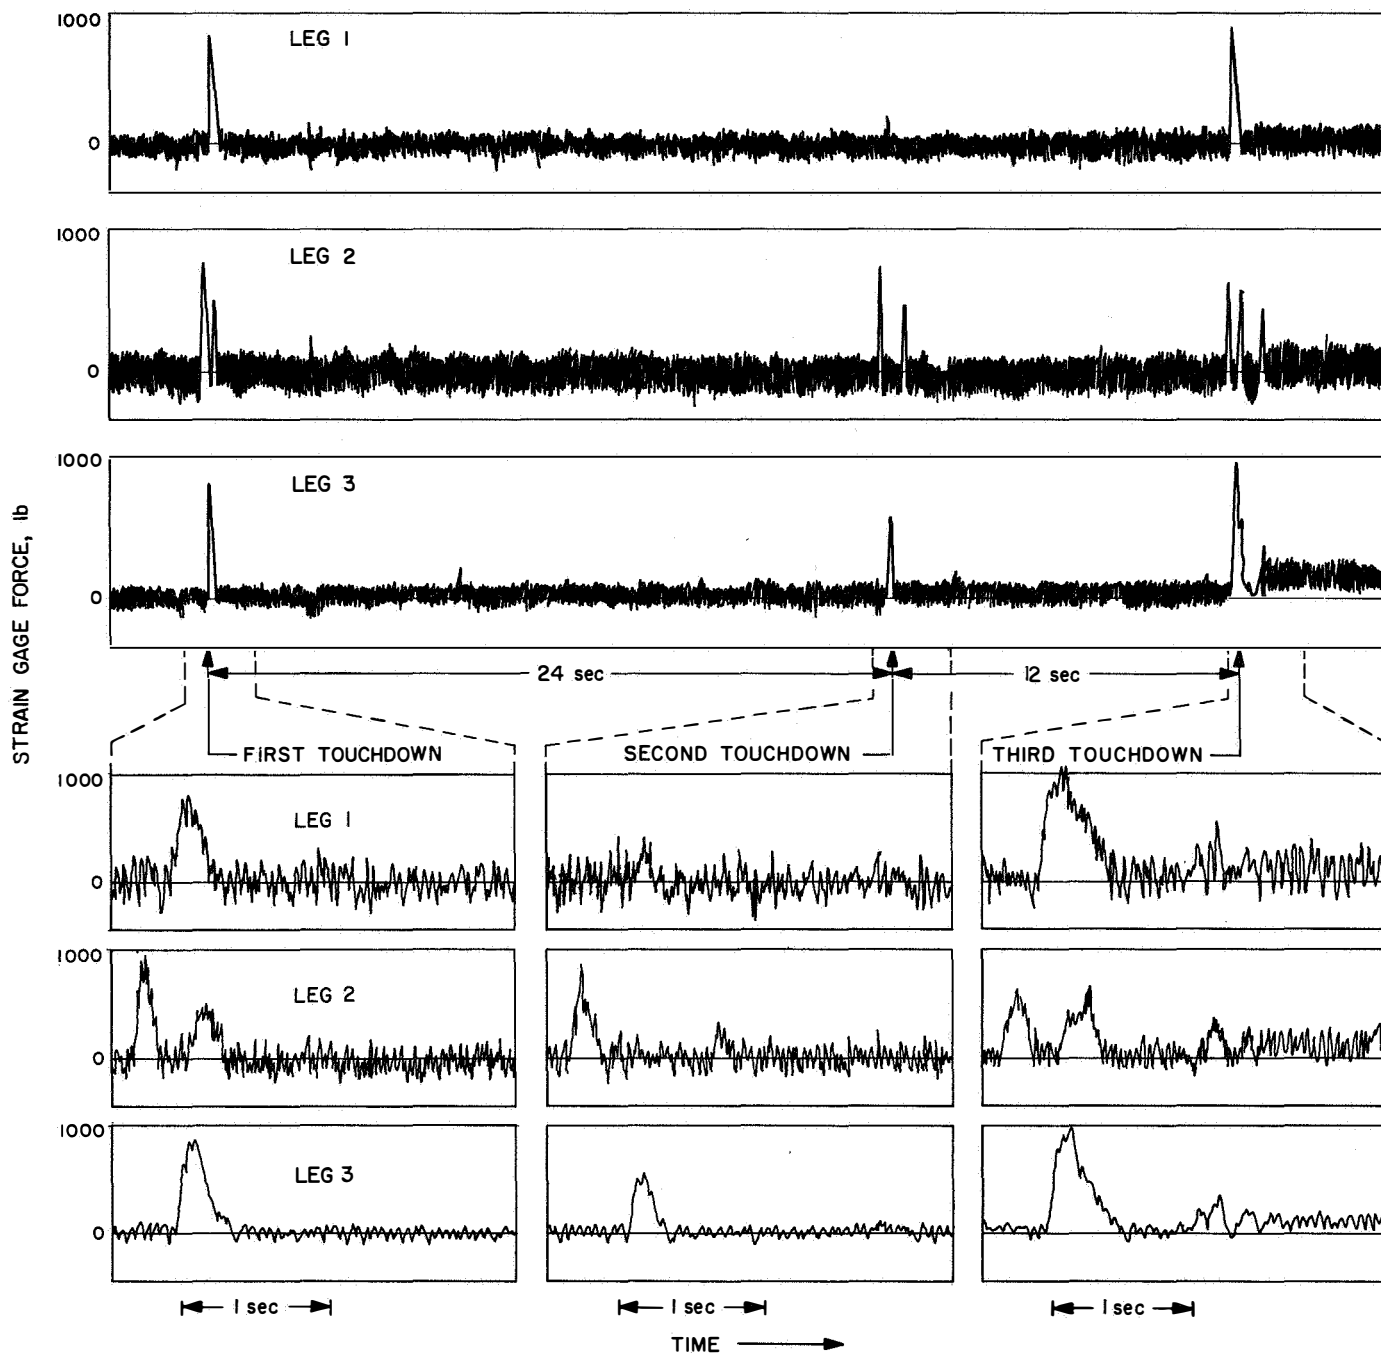 1000
LEG 1
0
1000
LEG 2
0
1000
LEG 3
0
STRAIN GAGE FORCE, lb
24 sec
12 sec
FIRST TOUCHDOWN
SECOND TOUCHDOWN
THIRD TOUCHDOWN
1000
LEG 1
0
1000
LEG 2
0
1000
LEG 3
0
1 sec
1 sec
1 sec
TIME